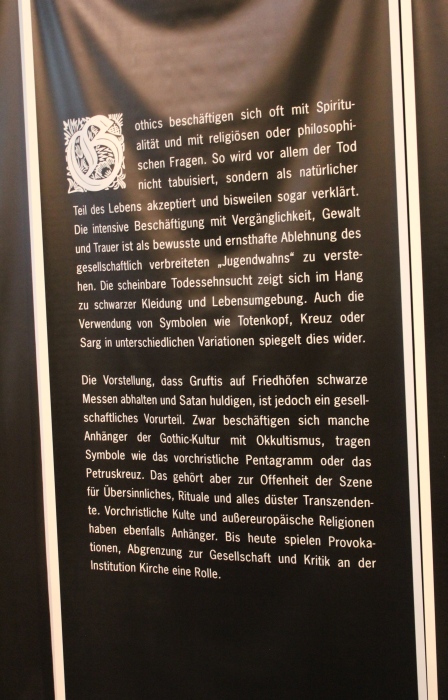 Gothics beschäftigen sich oft mit Spiritu-
alität und mit religiösen oder philosophi-
schen Fragen. So wird vor allem der Tod
nicht tabuisiert, sondern als natürlicher
Teil des Lebens akzeptiert und bisweilen sogar verklärt.
Die intensive Beschäftigung mit Vergänglichkeit, Gewalt
und Trauer ist als bewusste und ernsthafte Ablehnung des
gesellschaftlich verbreiteten „Jugendwahns“ zu verste-
hen. Die scheinbare Todessehnsucht zeigt sich im Hang
zu schwarzer Kleidung und Lebensumgebung. Auch die
Verwendung von Symbolen wie Totenkopf, Kreuz oder
Sarg in unterschiedlichen Variationen spiegelt dies wider.
Die Vorstellung, dass Gruftis auf Friedhöfen schwarze
Messen abhalten und Satan huldigen, ist jedoch ein gesell-
schaftliches Vorurteil. Zwar beschäftigen sich manche
Anhänger der Gothic-Kultur mit Okkultismus, tragen
Symbole wie das vorchristliche Pentagramm oder das
Petruskreuz. Das gehört aber zur Offenheit der Szene
für Übersinnliches, Rituale und alles düster Transzenden-
te. Vorchristliche Kulte und außereuropäische Religionen
haben ebenfalls Anhänger. Bis heute spielen Provoka-
tionen, Abgrenzung zur Gesellschaft und Kritik an der
Institution Kirche eine Rolle.